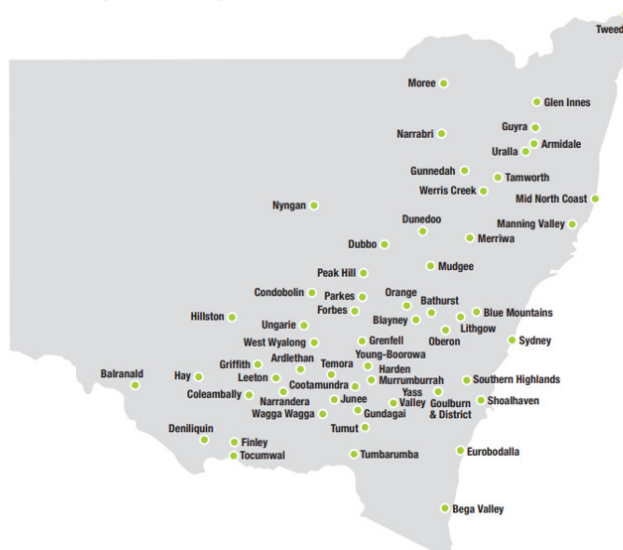 Tweed
Moree
Glen Innes
Guyra
Narrabri
Armidale
Uralla
Gunnedah
Tamworth
Werris Creek
Mid North Coast
Nyngan
Dunedoo
Manning Valley
Merriwa
Dubbo
Mudgee
Peak Hill
Condobolin
Parkes
Orange
Forbes
Bathurst
Blue Mountains
Hillston
Blayney
Lithgow
Ungarie
Oberon
West Wyalong
Grenfell
Sydney
Young-Boorowa
Ardlethan
Temora
Harden
Griffith
Balranald
Hay
Leeton
Murrumburrah
Southern Highlands
Cootamundra
Yass
Valley
Coleambally
Narrandera
Junee
Goulburn
& District
Shoalhaven
Wagga Wagga
Gundagai
Tumut
Deniliquin
Finley
Tocumwal
Tumbarumba
Eurobodalla
Bega Valley